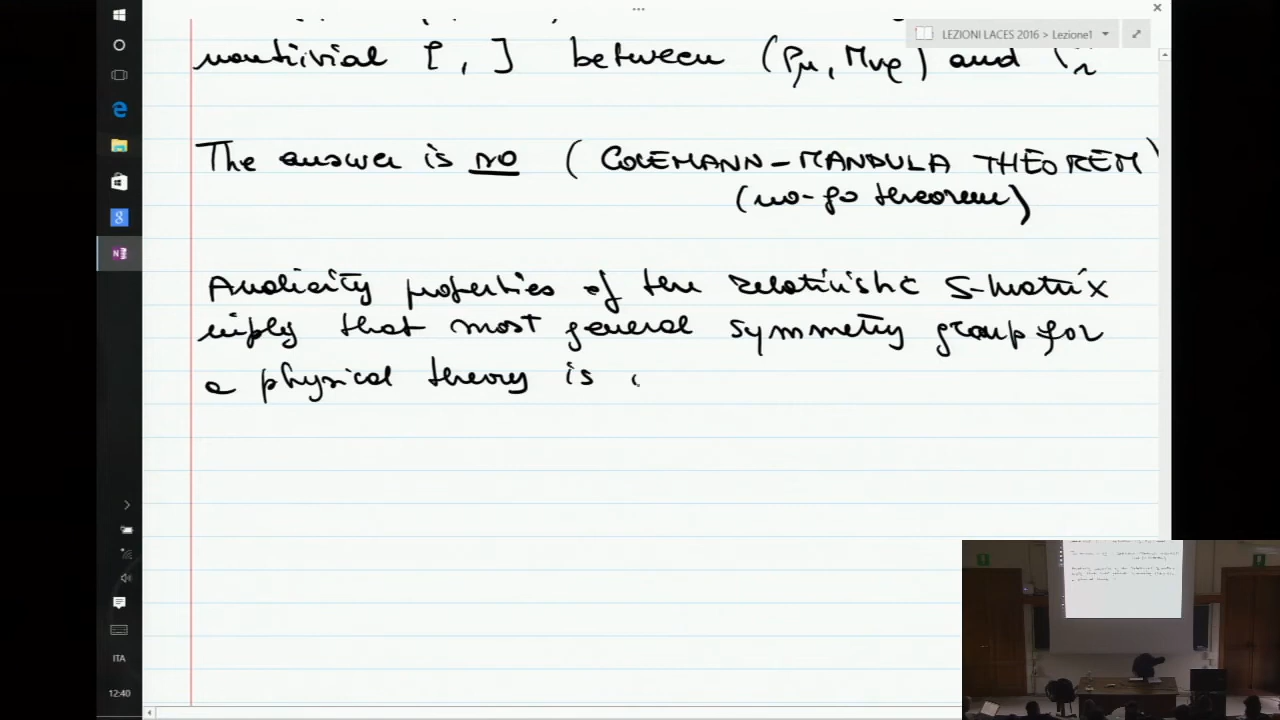 LEZIONI LACES 2016 > Lezione1
nontrivial [ , ] between (Pμ, Mνρ) and
The answer is no (COLEMANN-MANDULA THEOREM)
(no-go theorem)
Analicity properties of the relativistic S-matrix
imply that most general symmetry group for
a physical theory is
ITA
12:40